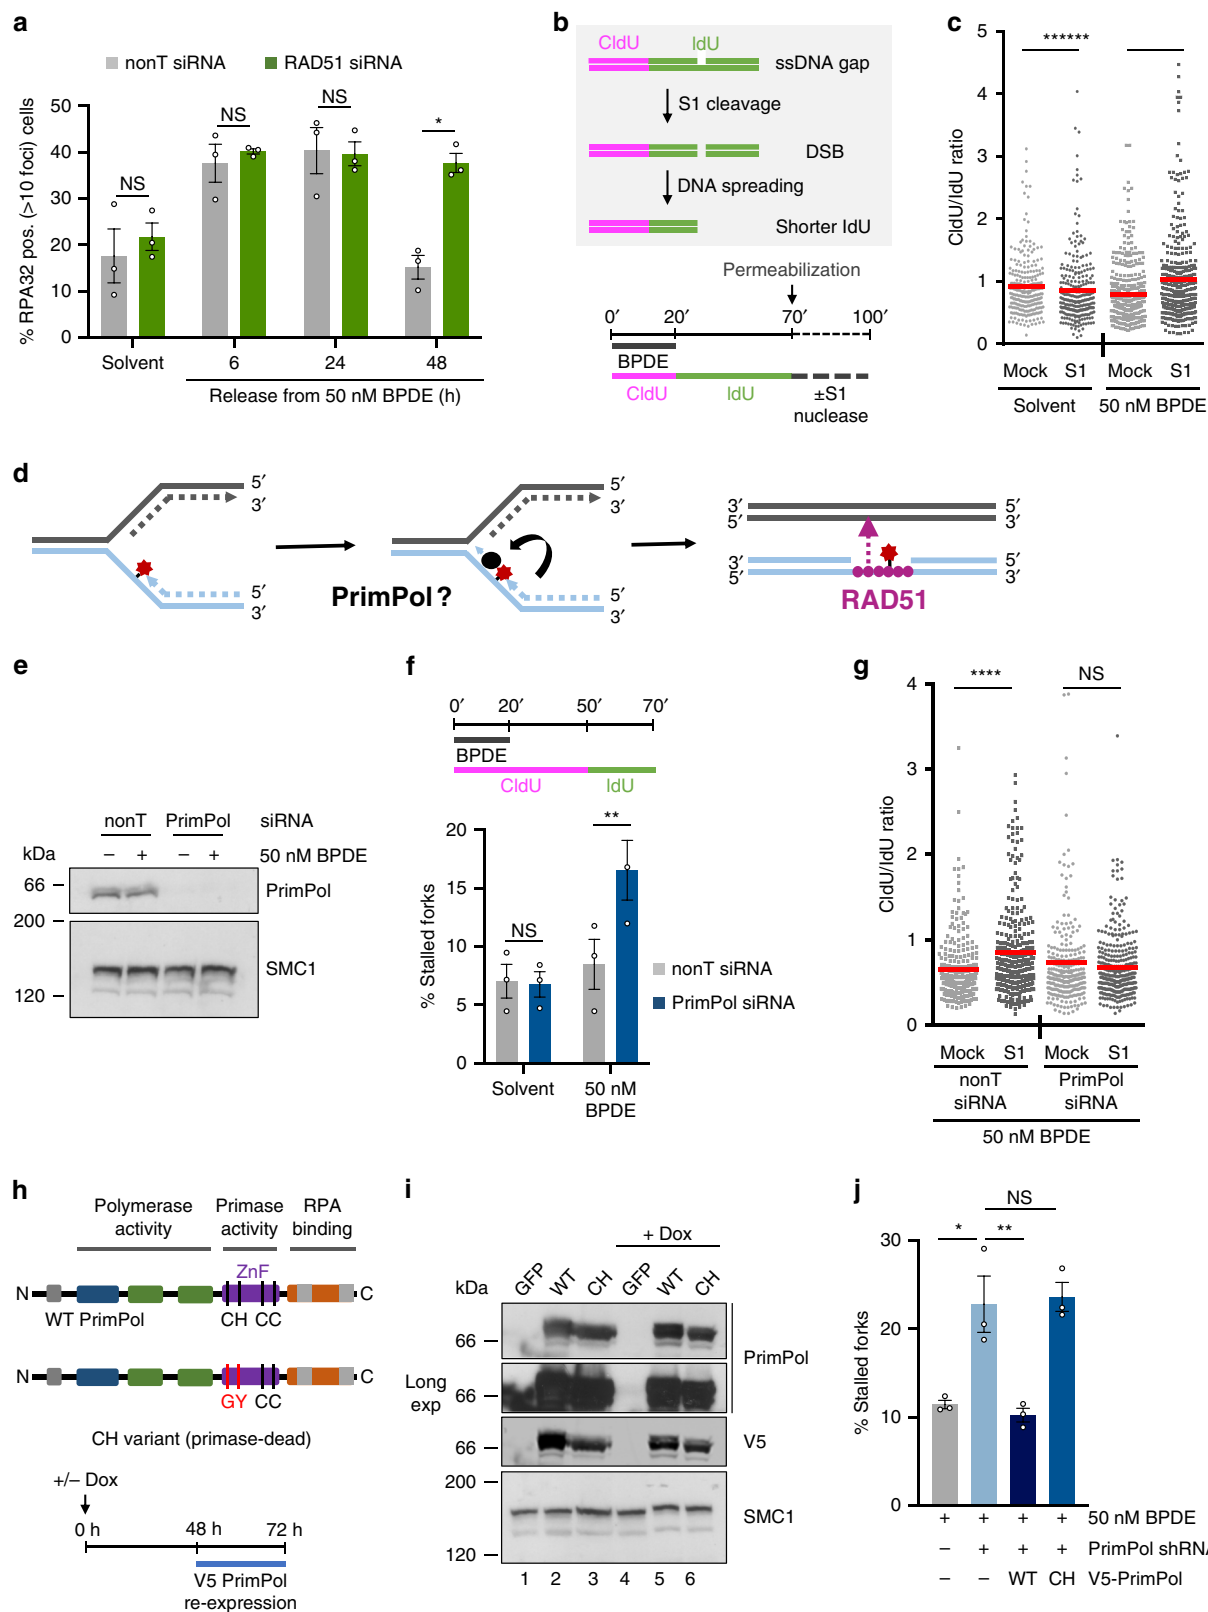 a
nonT siRNA
RAD51 siRNA
% RPA32 pos. (>10 foci) cells
50
40
30
20
10
0
NS
NS
NS
*
Solvent
6
24
48
Release from 50 nM BPDE (h)
b
CldU
IdU
ssDNA gap
S1 cleavage
DSB
DNA spreading
Shorter IdU
Permeabilization
0′
20′
70′
100′
BPDE
CldU
IdU
±S1
nuclease
c
CldU/IdU ratio
5
4
3
2
1
0
******
Mock
S1
Mock
S1
Solvent
50 nM BPDE
d
5′
3′
5′
3′
PrimPol?
5′
3′
5′
3′
3′
5′
5′
3′
3′
5′
5′
3′
RAD51
e
nonT
PrimPol
siRNA
kDa
–
+
–
+
50 nM BPDE
66
PrimPol
200
SMC1
120
f
0′
20′
50′
70′
BPDE
CldU
IdU
% Stalled forks
20
15
10
5
0
NS
**
nonT siRNA
PrimPol siRNA
Solvent
50 nM
BPDE
g
CldU/IdU ratio
4
3
2
1
0
****
NS
Mock
S1
Mock
S1
nonT
siRNA
PrimPol
siRNA
50 nM BPDE
h
Polymerase
activity
Primase
activity
RPA
binding
ZnF
N
C
WT PrimPol
CH
CC
N
C
GY
CC
CH variant (primase-dead)
+/– Dox
0 h
48 h
72 h
V5 PrimPol
re-expression
i
+ Dox
kDa
GFP
WT
CH
GFP
WT
CH
66
PrimPol
Long
exp
66
66
V5
200
SMC1
120
1
2
3
4
5
6
j
% Stalled forks
30
20
10
0
NS
*
**
+
+
+
+
50 nM BPDE
–
+
+
+
PrimPol shRN
–
–
WT
CH
V5-PrimPol